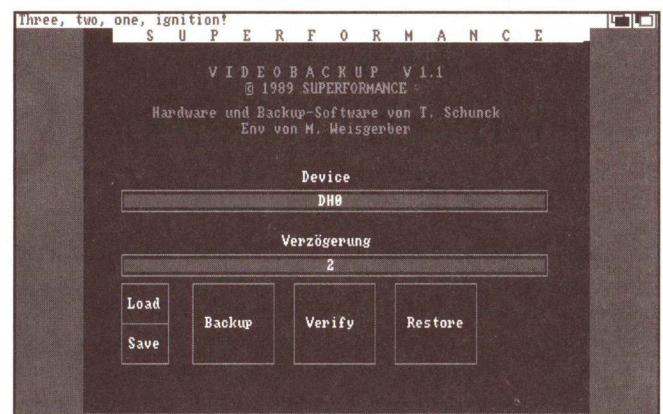 Three, two, one, ignition!
S U P E R F O R M A N C E
V I D E O B A C K U P V 1.1
© 1989 SUPERFORMANCE
Hardware und Backup-Software von T. Schunck
Env von M. Weisgerber
Device
DH0
Verzögerung
2
Load
Backup
Verify
Restore
Save